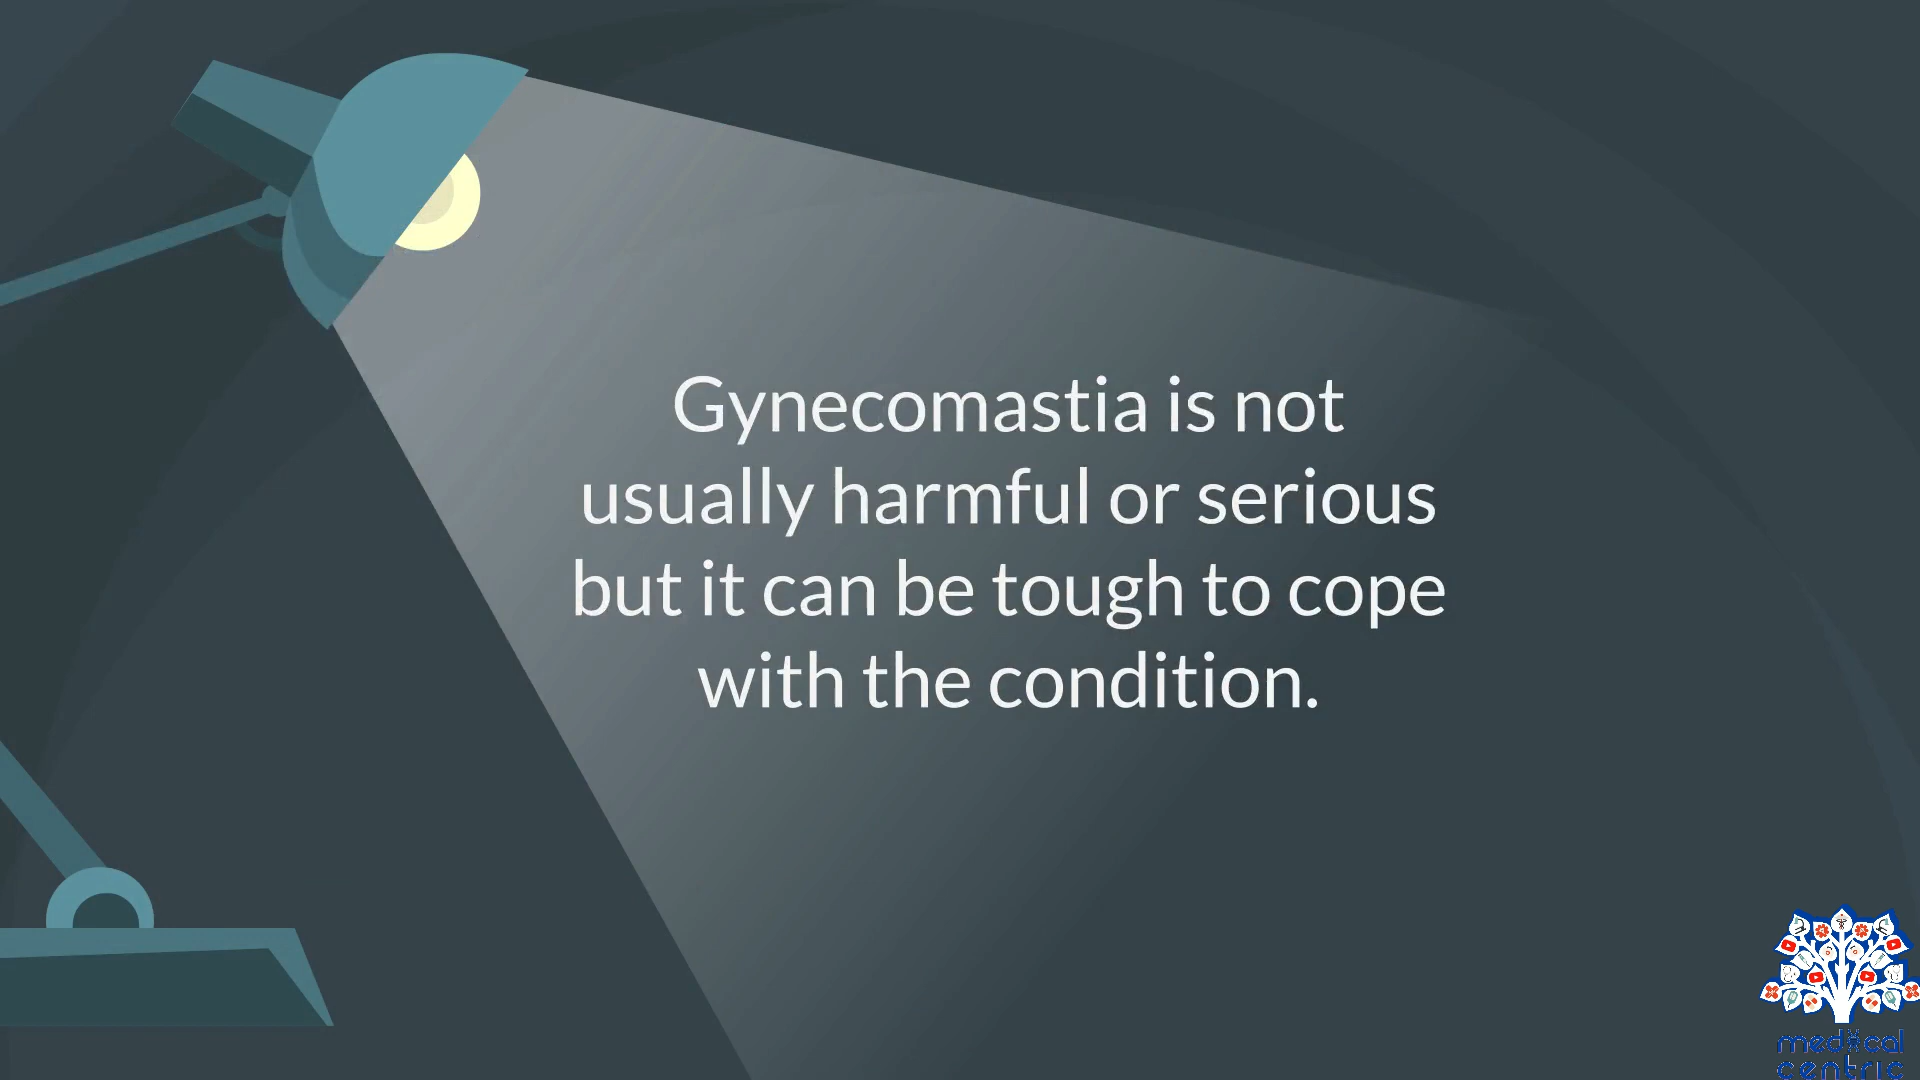 Gynecomastia is not
usually harmful or serious
but it can be tough to cope
with the condition.
medical
centric